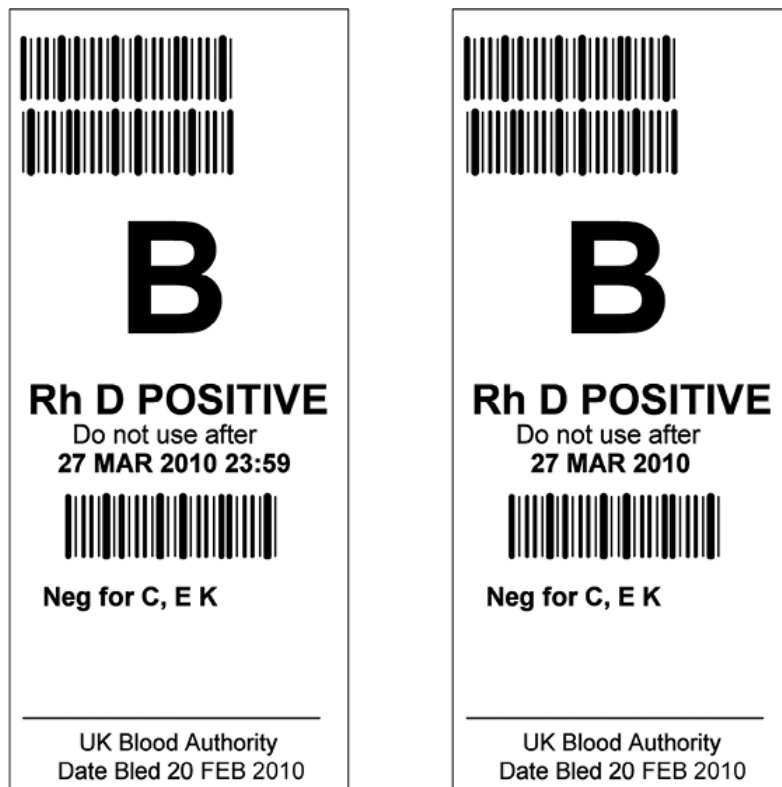 B
Rh D POSITIVE
Do not use after
27 MAR 2010 23:59
Neg for C, E K
UK Blood Authority
Date Bled 20 FEB 2010
B
Rh D POSITIVE
Do not use after
27 MAR 2010
Neg for C, E K
UK Blood Authority
Date Bled 20 FEB 2010